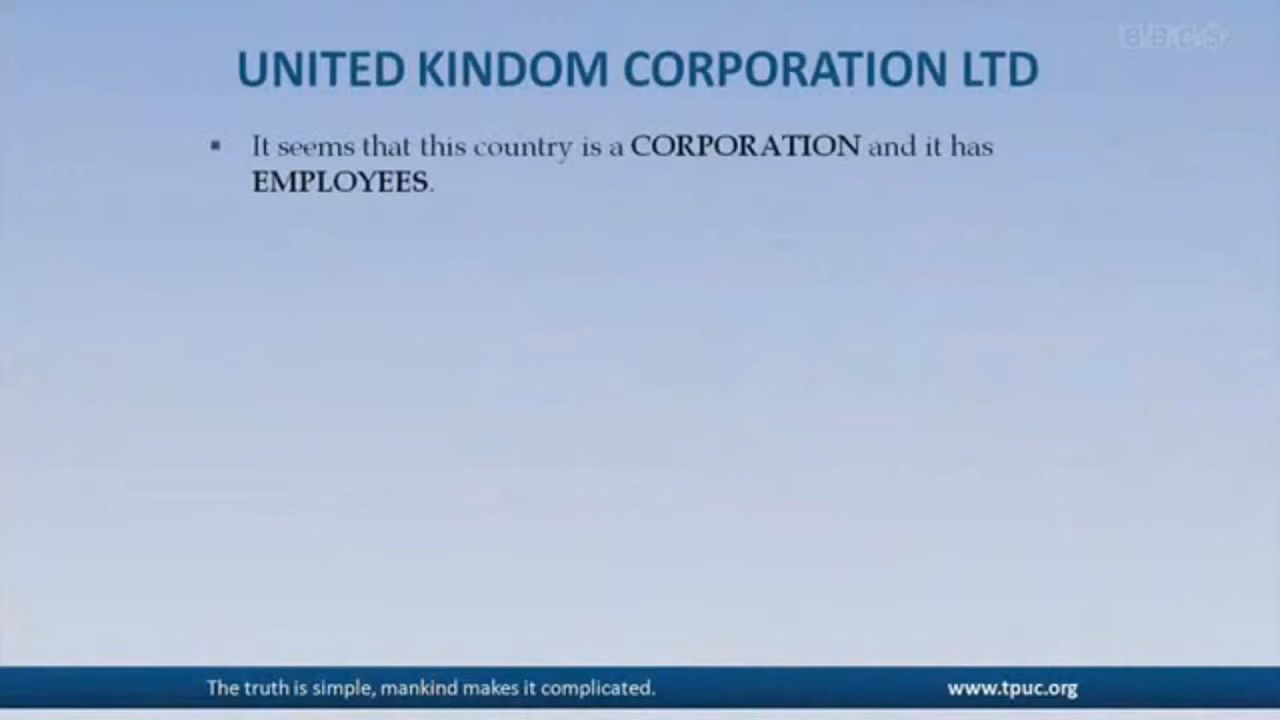 BBC5
UNITED KINDOM CORPORATION LTD
▪ It seems that this country is a CORPORATION and it has
EMPLOYEES.
The truth is simple, mankind makes it complicated.
www.tpuc.org